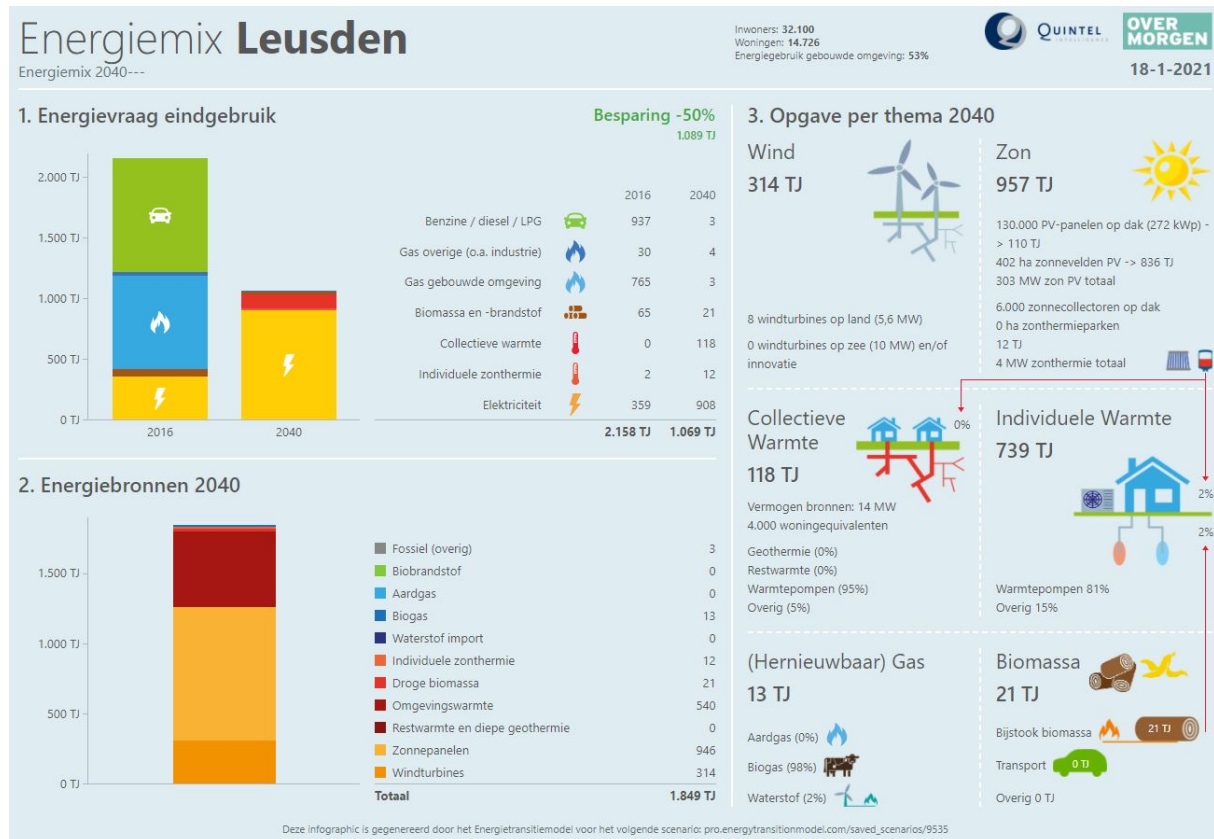 Energiemix Leusden
Energiemix 2040---
Inwoners: 32.100
Woningen: 14.726
Energiegebruik gebouwde omgeving: 53%
QUINTEL
INTELLIGENCE
OVER
MORGEN
18-1-2021
1. Energievraag eindgebruik
Besparing -50%
1.089 TJ
2.000 TJ
1.500 TJ
1.000 TJ
500 TJ
0 TJ
2016
2040
2016 2040
Benzine / diesel / LPG 937 3
Gas overige (o.a. industrie) 30 4
Gas gebouwde omgeving 765 3
Biomassa en -brandstof 65 21
Collectieve warmte 0 118
Individuele zonthermie 2 12
Elektriciteit 359 908
2.158 TJ 1.069 TJ
2. Energiebronnen 2040
1.500 TJ
1.000 TJ
500 TJ
0 TJ
Fossiel (overig) 3
Biobrandstof 0
Aardgas 0
Biogas 13
Waterstof import 0
Individuele zonthermie 12
Droge biomassa 21
Omgevingswarmte 540
Restwarmte en diepe geothermie 0
Zonnepanelen 946
Windturbines 314
Totaal 1.849 TJ
3. Opgave per thema 2040
Wind
314 TJ
8 windturbines op land (5,6 MW)
0 windturbines op zee (10 MW) en/of
innovatie
Zon
957 TJ
130.000 PV-panelen op dak (272 kWp) -
> 110 TJ
402 ha zonnevelden PV -> 836 TJ
303 MW zon PV totaal
6.000 zonnecollectoren op dak
0 ha zonthermieparken
12 TJ
4 MW zonthermie totaal
Collectieve
Warmte
118 TJ
0%
Vermogen bronnen: 14 MW
4.000 woningequivalenten
Geothermie (0%)
Restwarmte (0%)
Warmtepompen (95%)
Overig (5%)
Individuele Warmte
739 TJ
2%
2%
Warmtepompen 81%
Overig 15%
(Hernieuwbaar) Gas
13 TJ
Aardgas (0%)
Biogas (98%)
Waterstof (2%)
Biomassa
21 TJ
Bijstook biomassa 21 TJ
Transport 0 TJ
Overig 0 TJ
Deze infographic is gegenereerd door het Energietransitiemodel voor het volgende scenario: pro.energytransitionmodel.com/saved_scenarios/9535